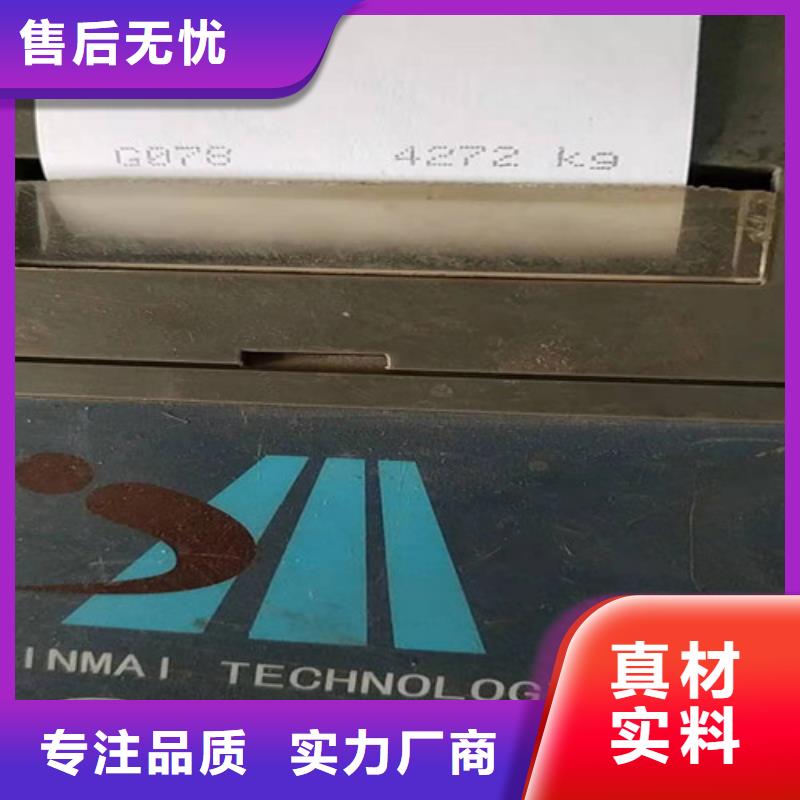 售后无忧
G078 4272 kg
INMAI TECHNOLOG
真材
实料
专注品质 实力厂商